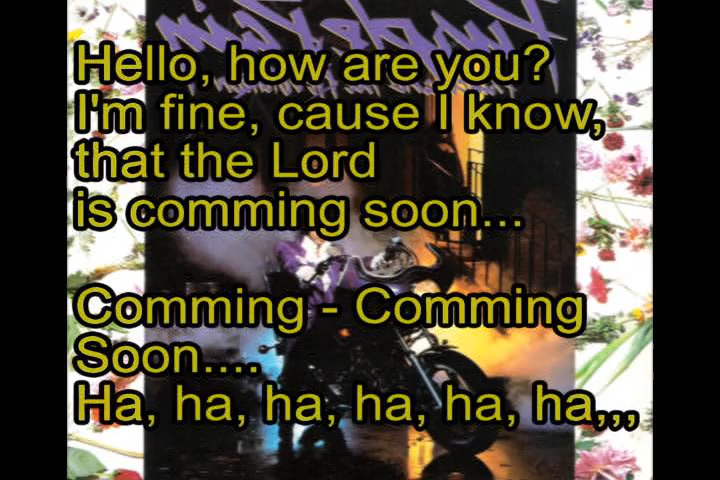 Hello, how are you?
I'm fine, cause I know,
that the Lord
is comming soon...
Comming - Comming
Soon....
Ha, ha, ha, ha, ha, ha,,,